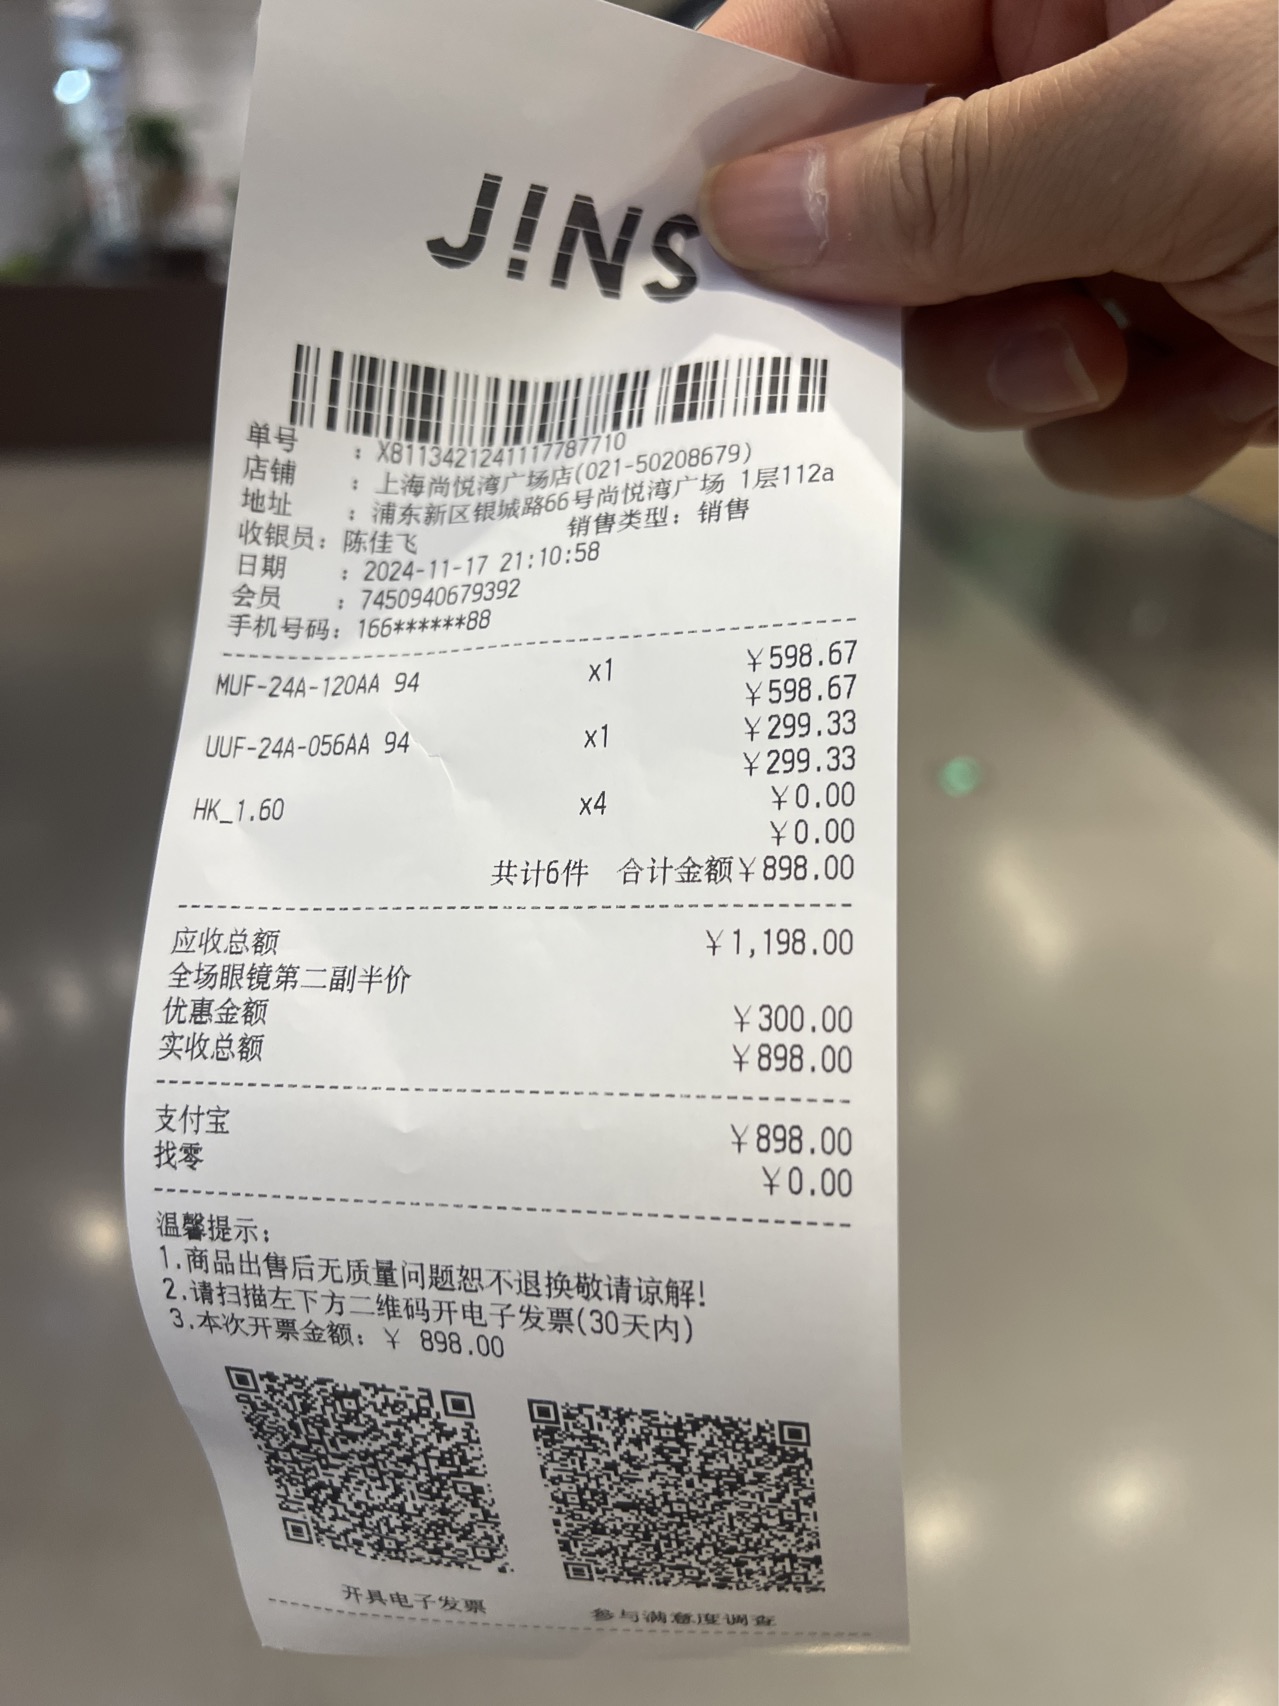 JINS
单号 : X8113421241117787710
店铺 : 上海尚悦湾广场店(021-50208679)
地址 : 浦东新区银城路66号尚悦湾广场 1层112a
收银员: 陈佳飞 销售类型: 销售
日期 : 2024-11-17 21:10:58
会员 : 7450940679392
手机号码: 166******88
MUF-24A-120AA 94 x1 ¥598.67
¥598.67
UUF-24A-056AA 94 x1 ¥299.33
¥299.33
HK_1.60 x4 ¥0.00
¥0.00
共计6件 合计金额¥898.00
应收总额 ¥1,198.00
全场眼镜第二副半价
优惠金额 ¥300.00
实收总额 ¥898.00
支付宝 ¥898.00
找零 ¥0.00
温馨提示:
1.商品出售后无质量问题恕不退换敬请谅解!
2.请扫描左下方二维码开电子发票(30天内)
3.本次开票金额: ¥ 898.00
开具电子发票 参与满意度调查